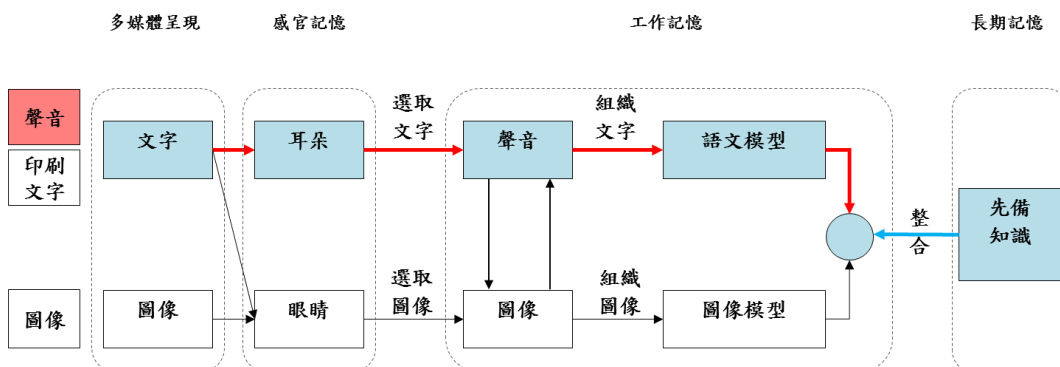 多媒體呈現
感官記憶
工作記憶
長期記憶
聲音
印刷
文字
圖像
文字
圖像
耳朵
眼睛
選取
文字
選取
圖像
聲音
圖像
組織
文字
組織
圖像
語文模型
圖像模型
整
合
先備
知識